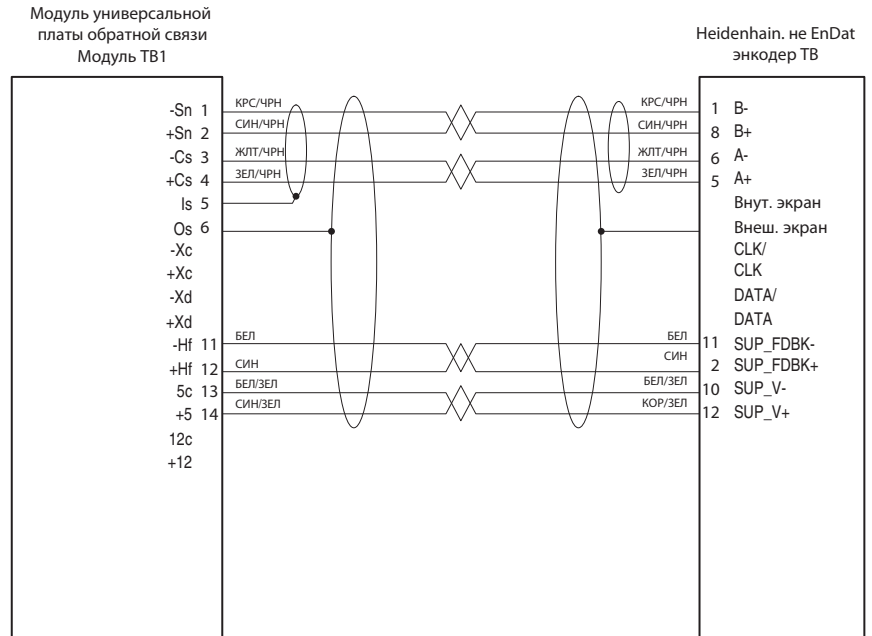 Модуль универсальной
платы обратной связи
Модуль TB1
Heidenhain. не EnDat
энкодер ТВ
-Sn 1 КРС/ЧРН КРС/ЧРН 1 B-
+Sn 2 СИН/ЧРН СИН/ЧРН 8 B+
-Cs 3 ЖЛТ/ЧРН ЖЛТ/ЧРН 6 A-
+Cs 4 ЗЕЛ/ЧРН ЗЕЛ/ЧРН 5 A+
Is 5 Внут. экран
Os 6 Внеш. экран
-Xc CLK/
+Xc CLK
-Xd DATA/
+Xd DATA
-Hf 11 БЕЛ БЕЛ 11 SUP_FDBK-
+Hf 12 СИН СИН 2 SUP_FDBK+
5c 13 БЕЛ/ЗЕЛ БЕЛ/ЗЕЛ 10 SUP_V-
+5 14 СИН/ЗЕЛ КОР/ЗЕЛ 12 SUP_V+
12c
+12